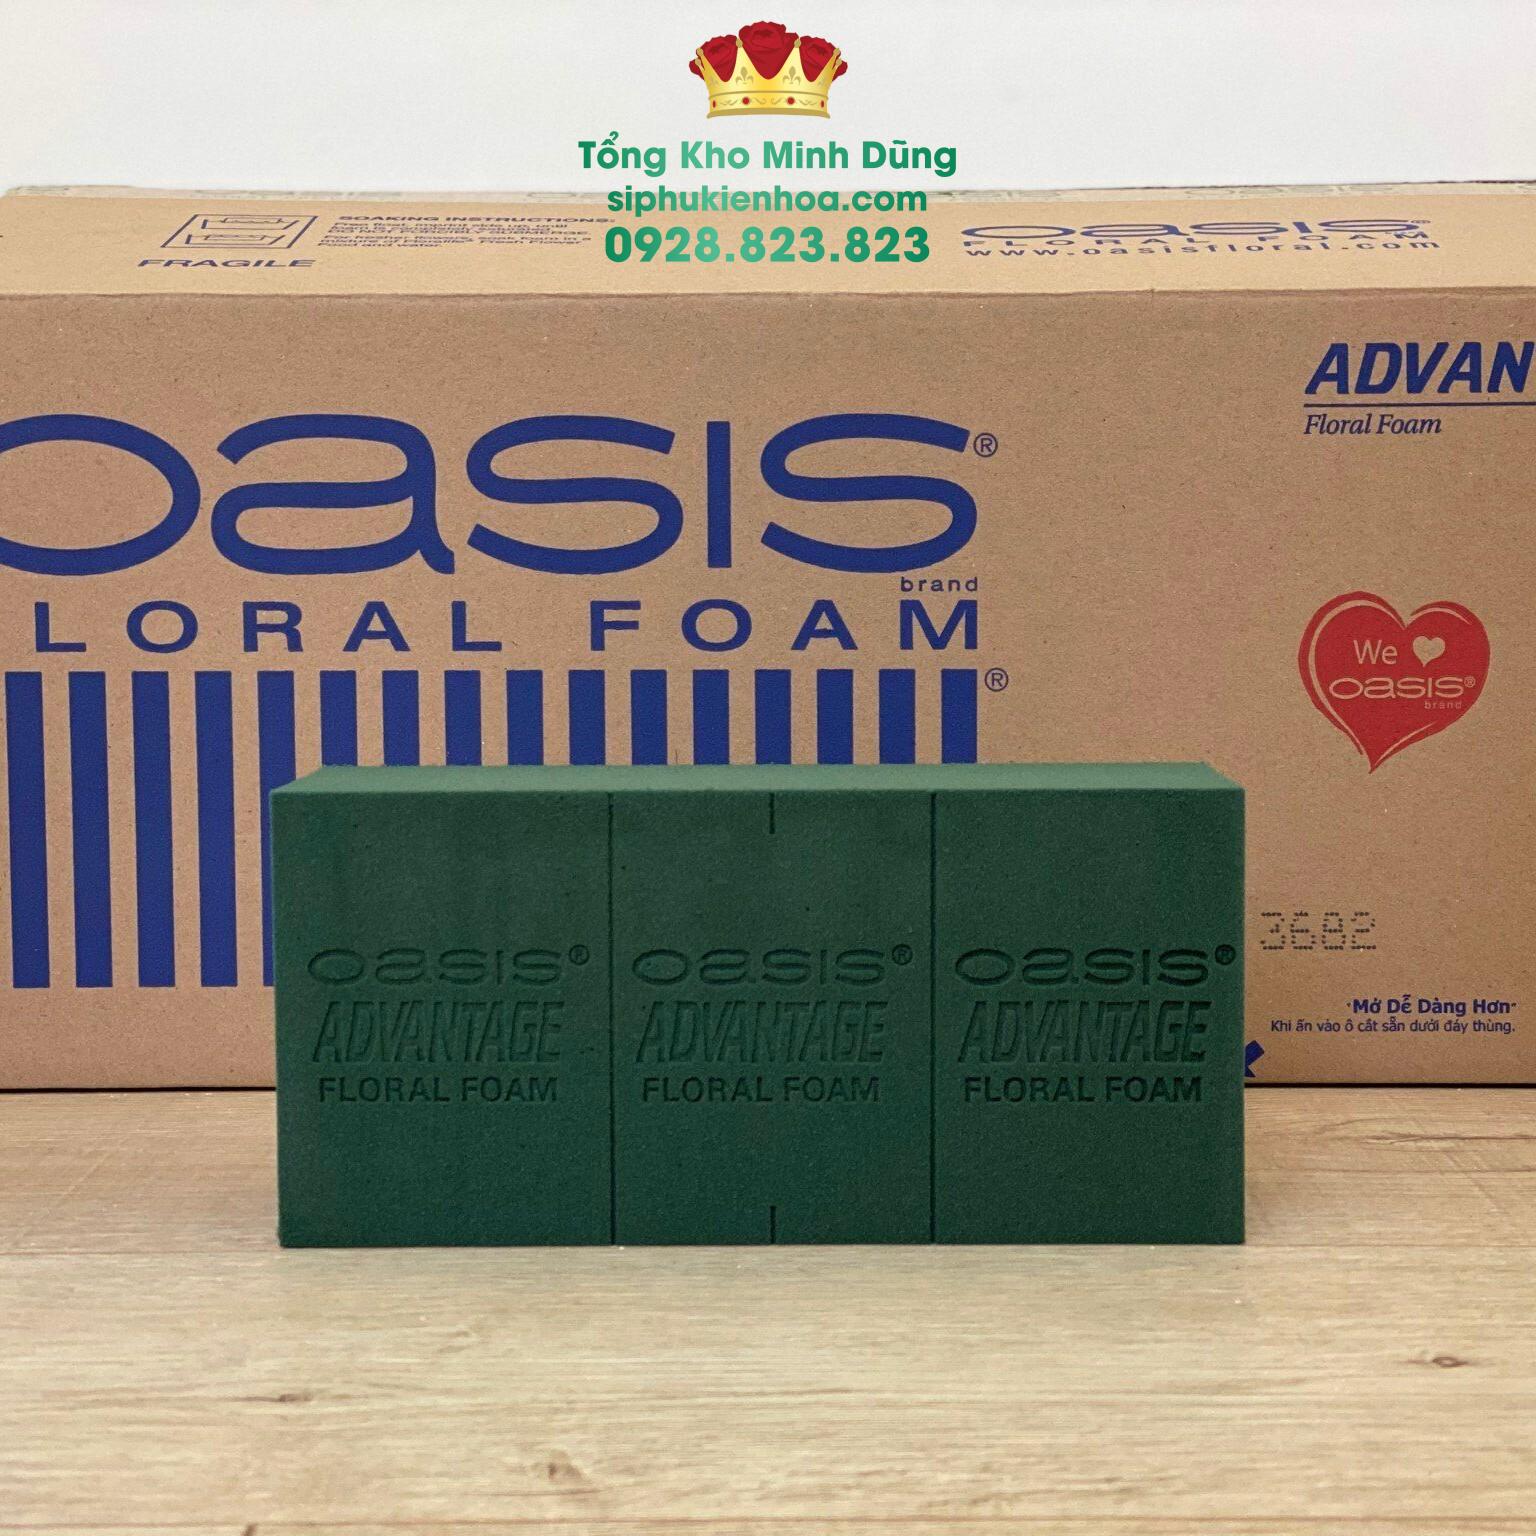 Tổng Kho Minh Dũng
siphukienhoa.com
0928.823.823
SOAKING INSTRUCTIONS:
FRAGILE
oasis®
FLORAL FOAM
www.oasisfloral.com
ADVAN
Floral Foam
oasis®
brand
LORAL FOAM
®
We
oasis®
brand
3682
"Mở Dễ Dàng Hơn"
Khi ấn vào ô cắt sẵn dưới đáy thùng.
oasis® oasis® oasis®
ADVANTAGE ADVANTAGE ADVANTAGE
FLORAL FOAM FLORAL FOAM FLORAL FOAM